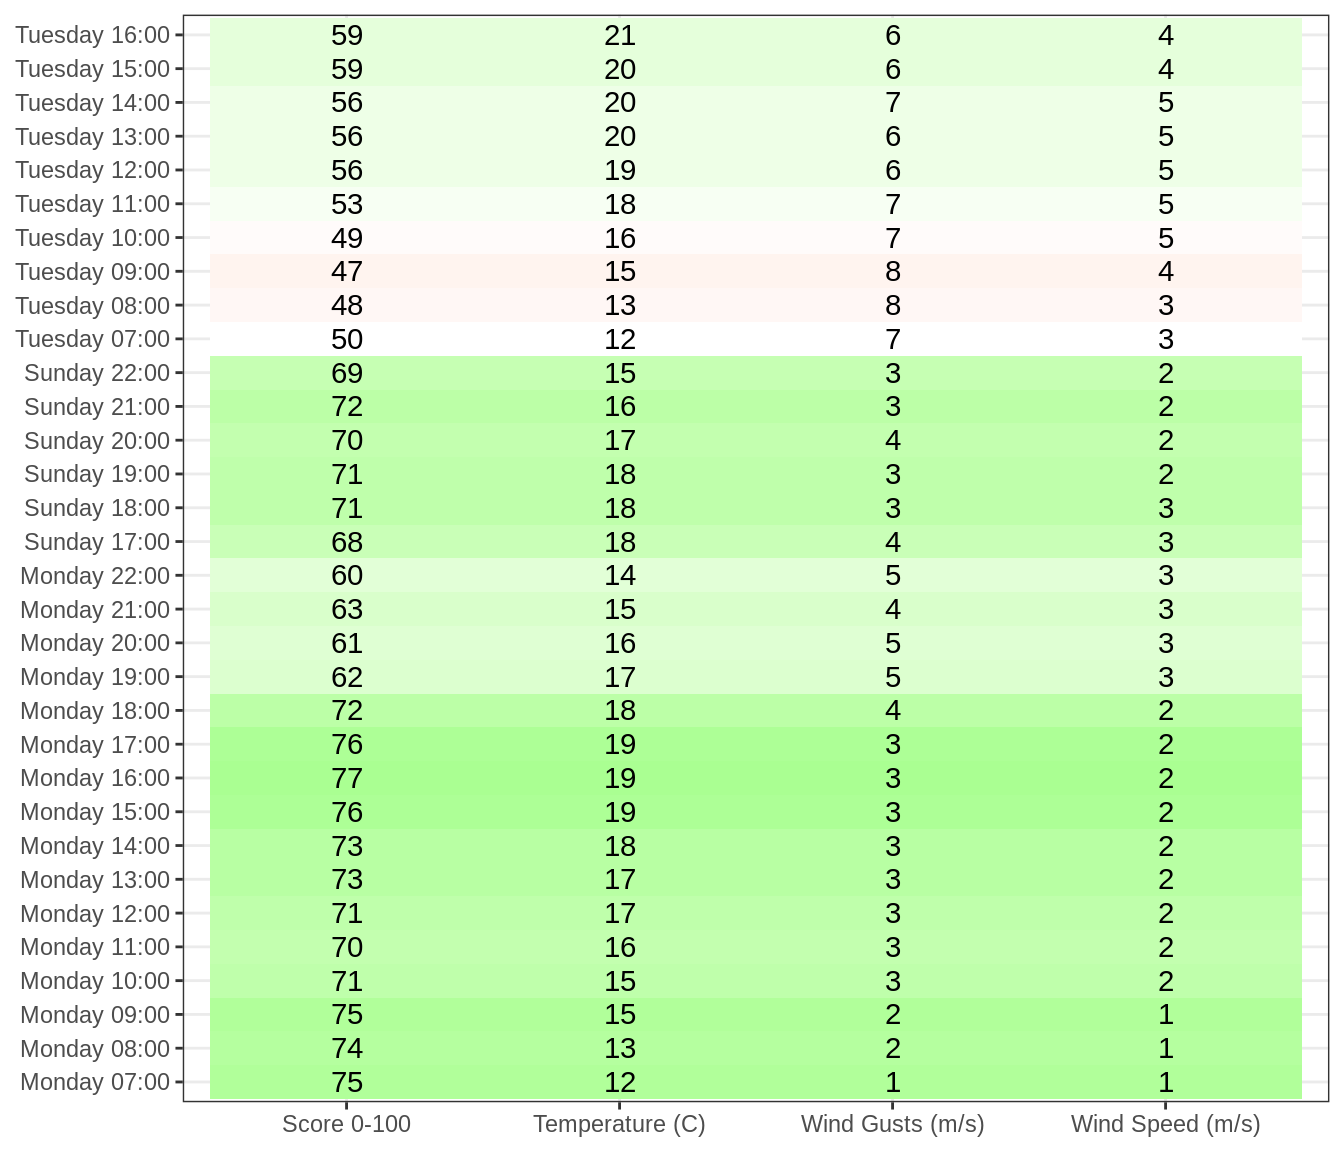 Tuesday 16:00 59 21 6 4
Tuesday 15:00 59 20 6 4
Tuesday 14:00 56 20 7 5
Tuesday 13:00 56 20 6 5
Tuesday 12:00 56 19 6 5
Tuesday 11:00 53 18 7 5
Tuesday 10:00 49 16 7 5
Tuesday 09:00 47 15 8 4
Tuesday 08:00 48 13 8 3
Tuesday 07:00 50 12 7 3
Sunday 22:00 69 15 3 2
Sunday 21:00 72 16 3 2
Sunday 20:00 70 17 4 2
Sunday 19:00 71 18 3 2
Sunday 18:00 71 18 3 3
Sunday 17:00 68 18 4 3
Monday 22:00 60 14 5 3
Monday 21:00 63 15 4 3
Monday 20:00 61 16 5 3
Monday 19:00 62 17 5 3
Monday 18:00 72 18 4 2
Monday 17:00 76 19 3 2
Monday 16:00 77 19 3 2
Monday 15:00 76 19 3 2
Monday 14:00 73 18 3 2
Monday 13:00 73 17 3 2
Monday 12:00 71 17 3 2
Monday 11:00 70 16 3 2
Monday 10:00 71 15 3 2
Monday 09:00 75 15 2 1
Monday 08:00 74 13 2 1
Monday 07:00 75 12 1 1
Score 0-100 Temperature (C) Wind Gusts (m/s) Wind Speed (m/s)